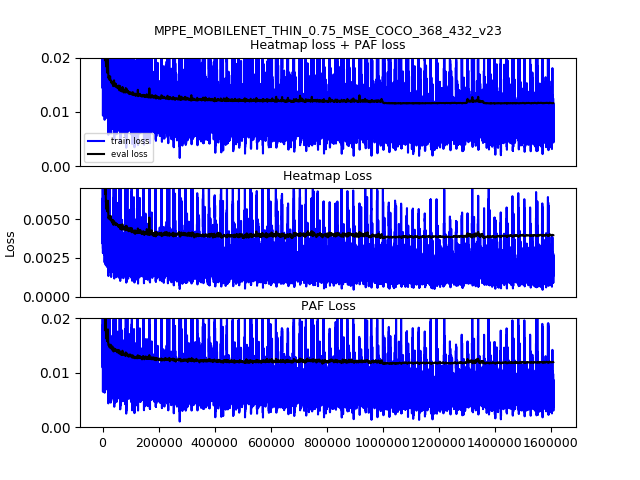 MPPE_MOBILENET_THIN_0.75_MSE_COCO_368_432_v23
Heatmap loss + PAF loss
0.02
0.01
0.00
train loss
eval loss
Heatmap Loss
0.0050
0.0025
0.0000
Loss
PAF Loss
0.02
0.01
0.00
0 200000 400000 600000 800000 1000000 1200000 1400000 1600000